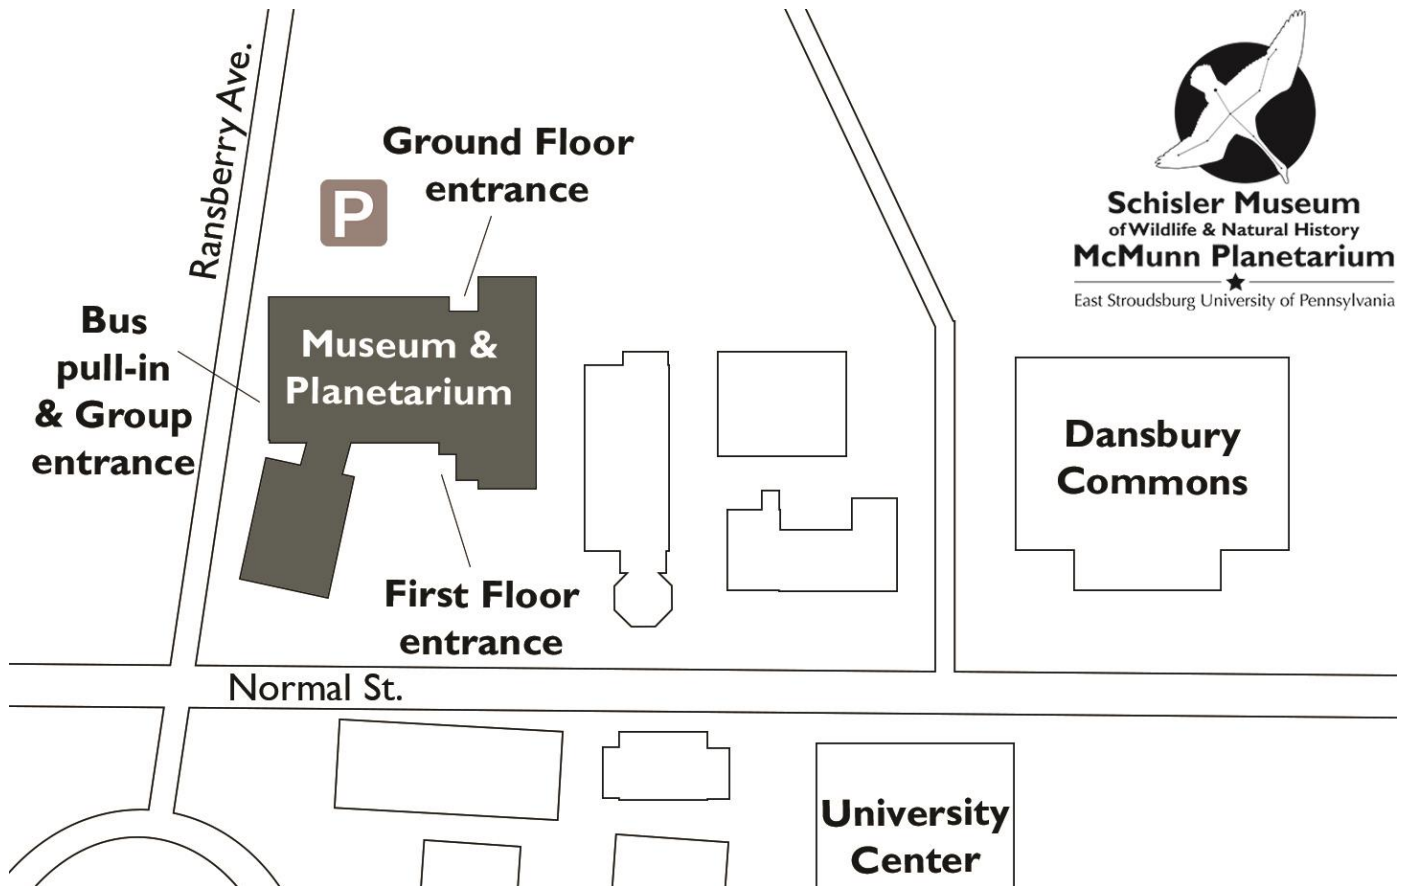 Ransberry Ave.
Ground Floor
entrance
P
Schisler Museum
of Wildlife & Natural History
McMunn Planetarium
East Stroudsburg University of Pennsylvania
Bus
pull-in
& Group
entrance
Museum &
Planetarium
Dansbury
Commons
First Floor
entrance
Normal St.
University
Center